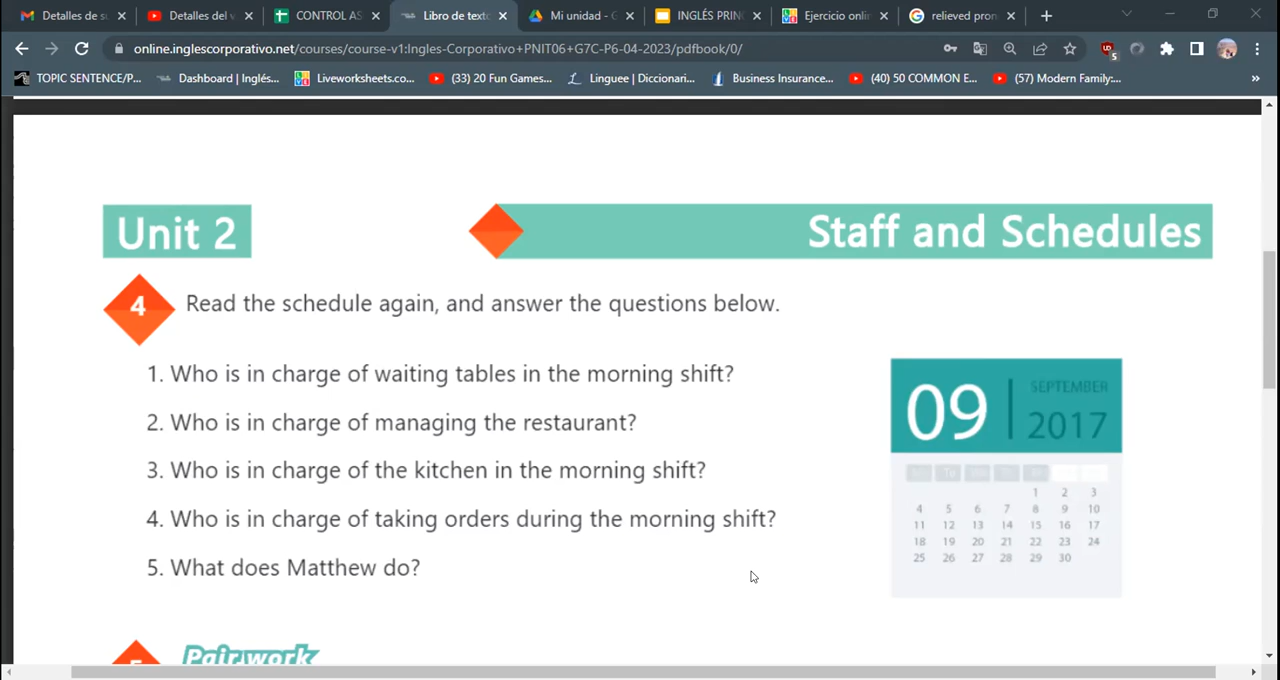 Detalles de su
Detalles del v
CONTROL AS
Libro de texto
Mi unidad - G
INGLÉS PRIN
Ejercicio onlin
relieved pron
online.inglescorporativo.net/courses/course-v1:Ingles-Corporativo+PNIT06+G7C-P6-04-2023/pdfbook/0/
5
TOPIC SENTENCE/P...
Dashboard | Inglés...
Liveworksheets.co...
(33) 20 Fun Games...
Linguee | Diccionari...
Business Insurance...
(40) 50 COMMON E...
(57) Modern Family:...
Unit 2
Staff and Schedules
4 Read the schedule again, and answer the questions below.
1. Who is in charge of waiting tables in the morning shift?
2. Who is in charge of managing the restaurant?
3. Who is in charge of the kitchen in the morning shift?
4. Who is in charge of taking orders during the morning shift?
5. What does Matthew do?
09 SEPTEMBER
2017
1 2 3
4 5 6 7 8 9 10
11 12 13 14 15 16 17
18 19 20 21 22 23 24
25 26 27 28 29 30
5 Pair work